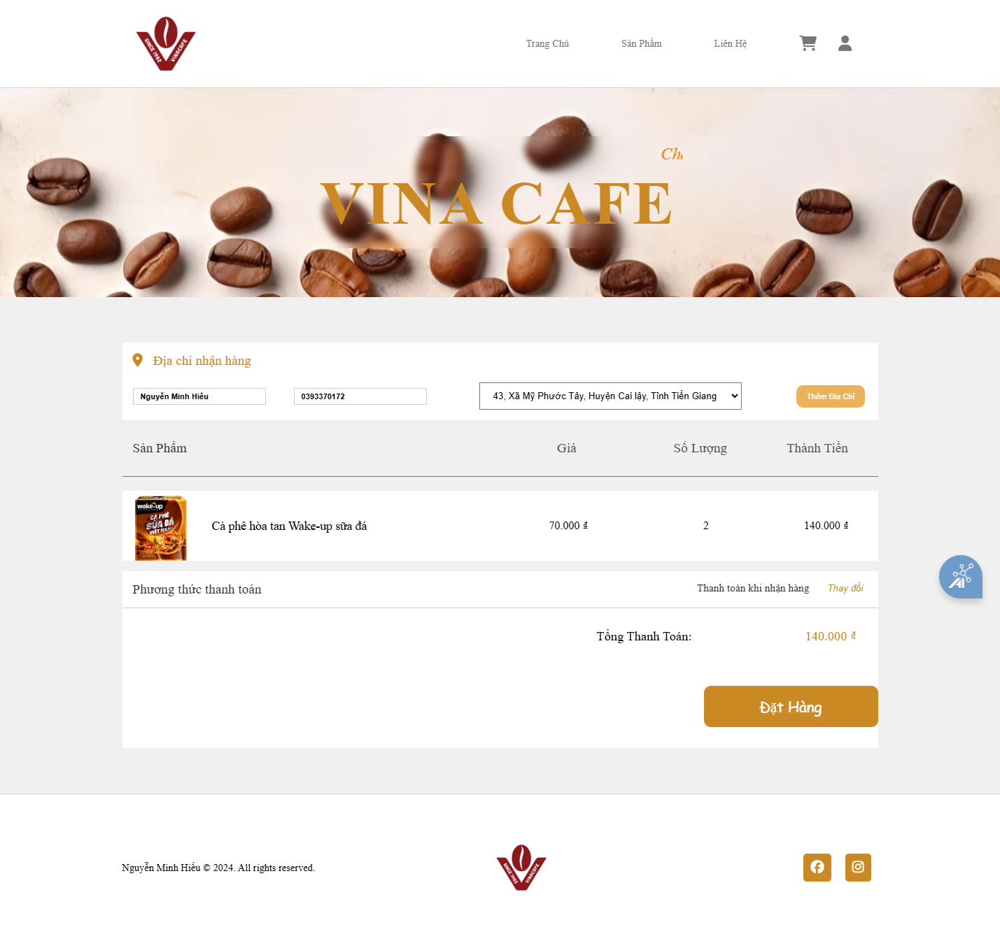 SINCE 1982 VINACAFE
Trang Chủ
Sản Phẩm
Liên Hệ
VINA CAFE
Địa chỉ nhận hàng
Nguyễn Minh Hiếu
0393370172
43, Xã Mỹ Phước Tây, Huyện Cai lậy, Tỉnh Tiền Giang
Thêm Địa Chỉ
Sản Phẩm
Giá
Số Lượng
Thành Tiền
wake-up
CÀ PHÊ
SỮA ĐÁ
VIỆT NAM
Cà phê hòa tan Wake-up sữa đá
70.000 ₫
2
140.000 ₫
Phương thức thanh toán
Thanh toán khi nhận hàng
Thay đổi
AI
Tổng Thanh Toán:
140.000 ₫
Đặt Hàng
Nguyễn Minh Hiếu © 2024. All rights reserved.
SINCE 1982 VINACAFE